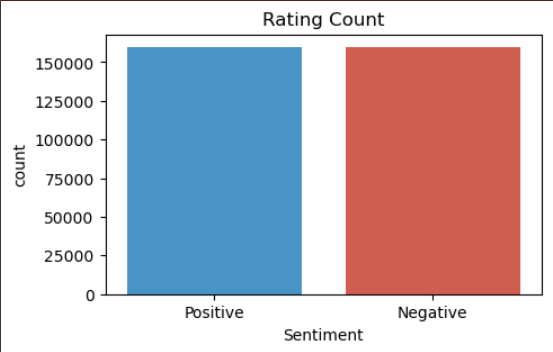 Rating Count
150000
125000
100000
75000
50000
25000
0
count
Positive
Negative
Sentiment